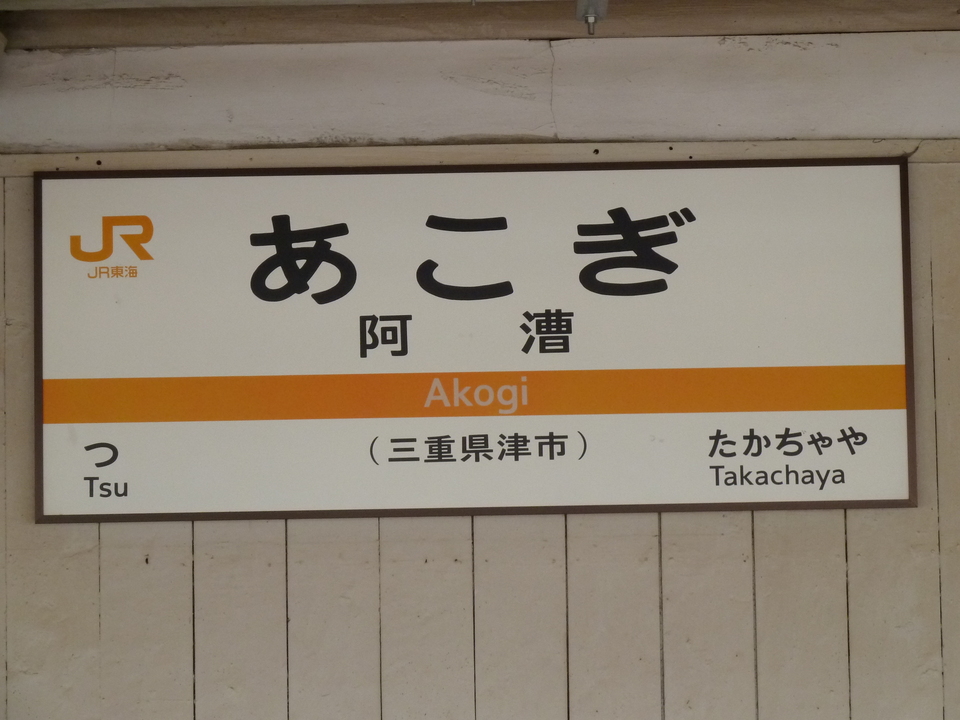 JR
JR東海
あこぎ
阿漕
Akogi
つ
Tsu
(三重県津市)
たかちゃや
Takachaya